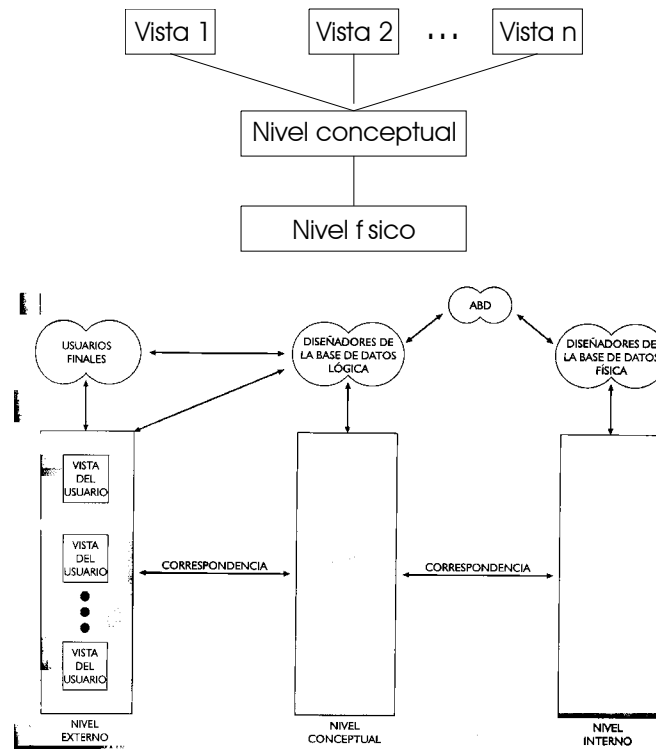 Vista 1
Vista 2
...
Vista n
Nivel conceptual
Nivel f sico
ABD
USUARIOS
FINALES
DISEÑADORES DE
LA BASE DE DATOS
LÓGICA
DISEÑADORES DE
LA BASE DE DATOS
FÍSICA
VISTA
DEL
USUARIO
VISTA
DEL
USUARIO
VISTA
DEL
USUARIO
CORRESPONDENCIA
CORRESPONDENCIA
NIVEL
EXTERNO
NIVEL
CONCEPTUAL
NIVEL
INTERNO